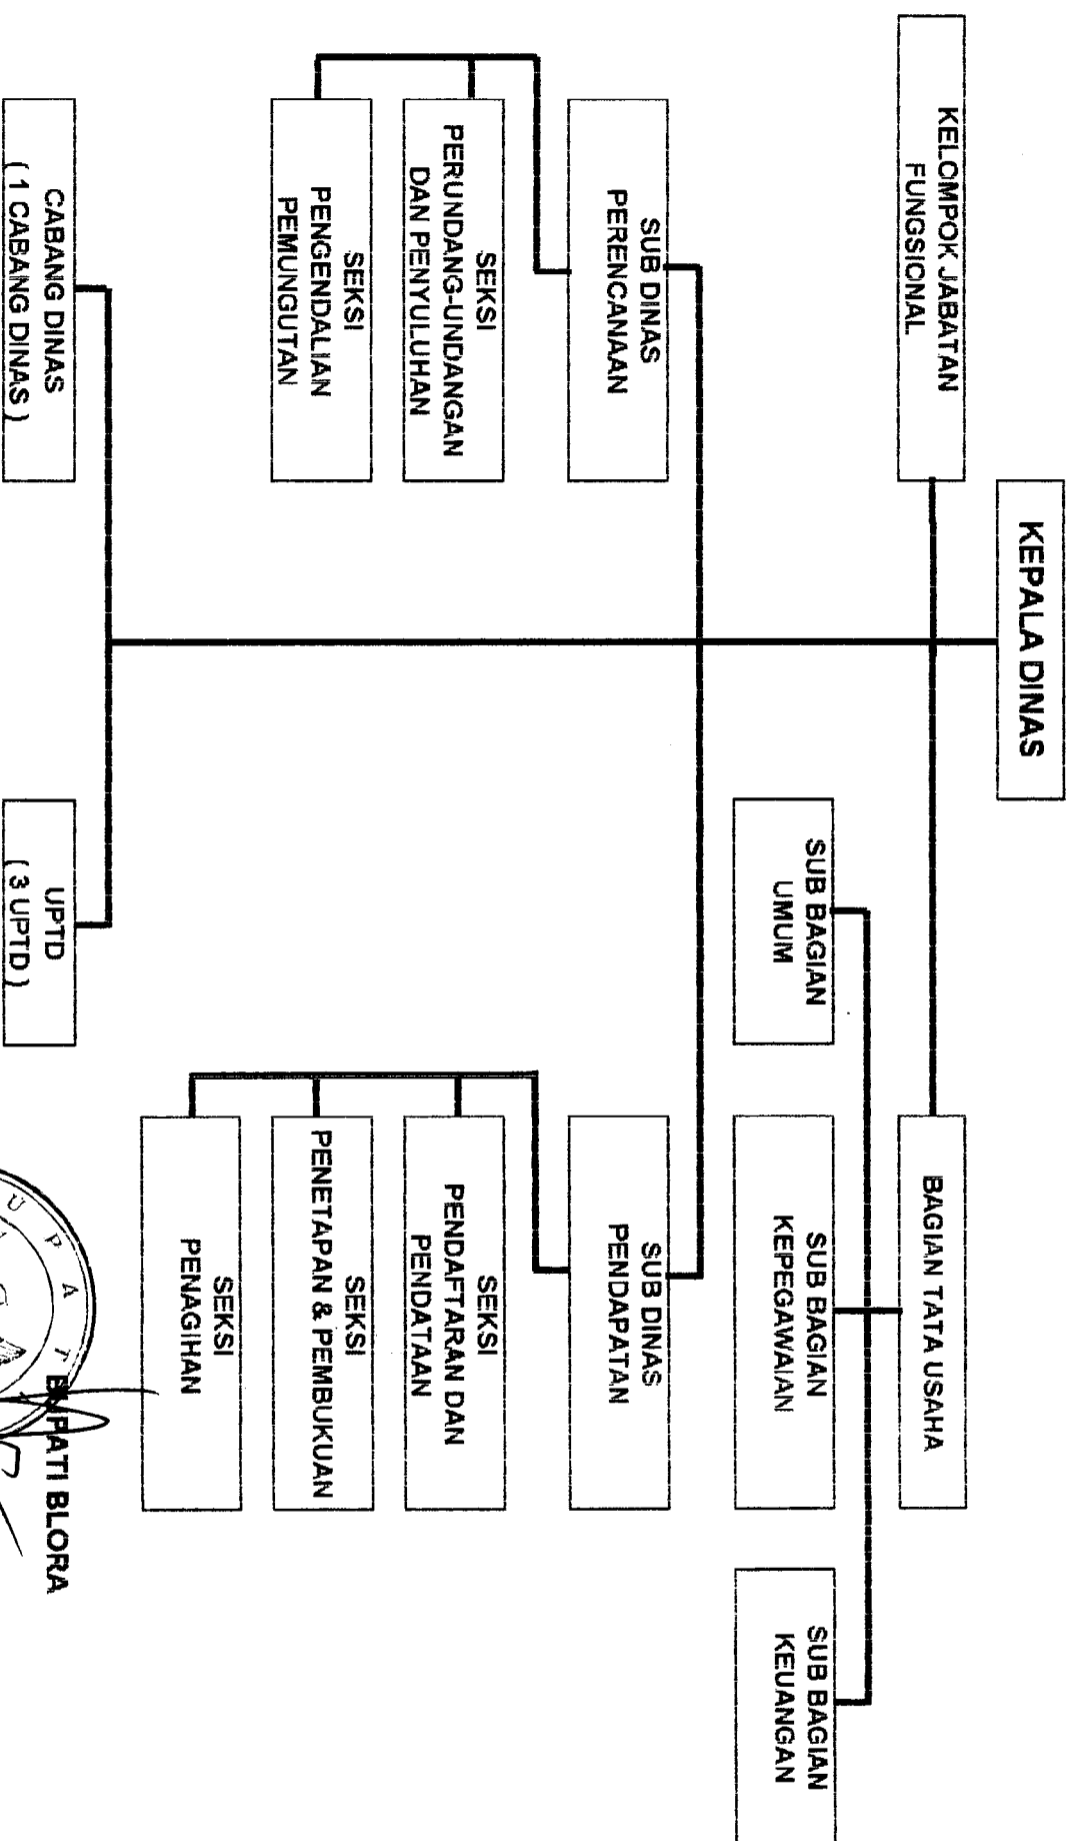 KEPALA DINAS
KELOMPOK JABATAN
FUNGSIONAL
BAGIAN TATA USAHA
SUB BAGIAN
UMUM
SUB BAGIAN
KEPEGAWAIAN
SUB BAGIAN
KEUANGAN
SUB DINAS
PERENCANAAN
SEKSI
PERUNDANG-UNDANGAN
DAN PENYULUHAN
SEKSI
PENGENDALIAN
PEMUNGUTAN
SUB DINAS
PENDAPATAN
SEKSI
PENDAFTARAN DAN
PENDATAAN
SEKSI
PENETAPAN & PEMBUKUAN
SEKSI
PENAGIHAN
CABANG DINAS
( 1 CABANG DINAS )
UPTD
( 3 UPTD )
BUPATI BLORA